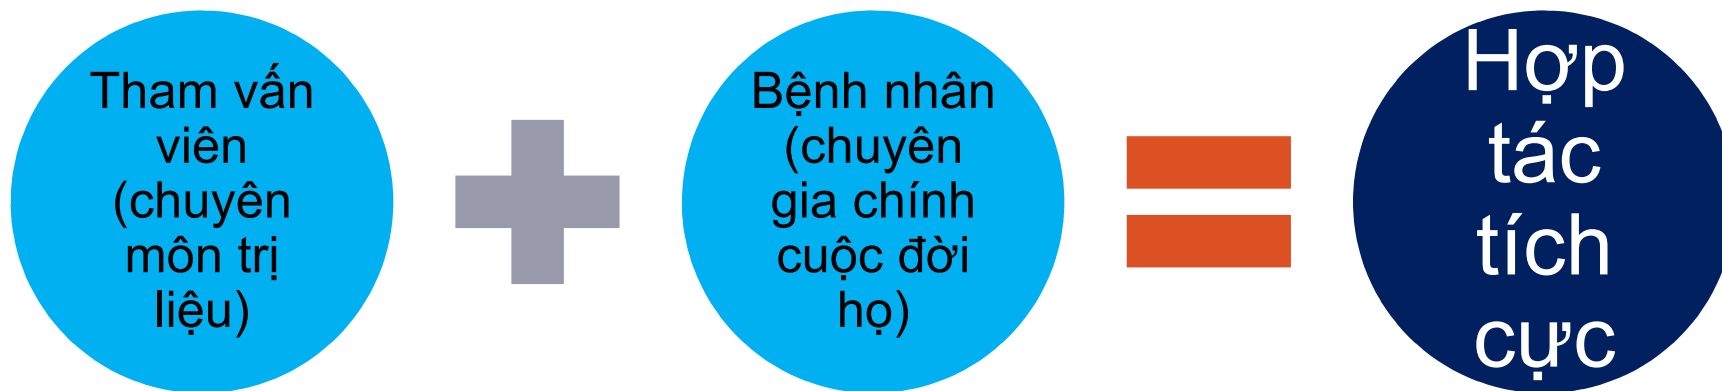 Tham vấn
viên
(chuyên
môn trị
liệu)
Bệnh nhân
(chuyên
gia chính
cuộc đời
họ)
Hợp
tác
tích
cực